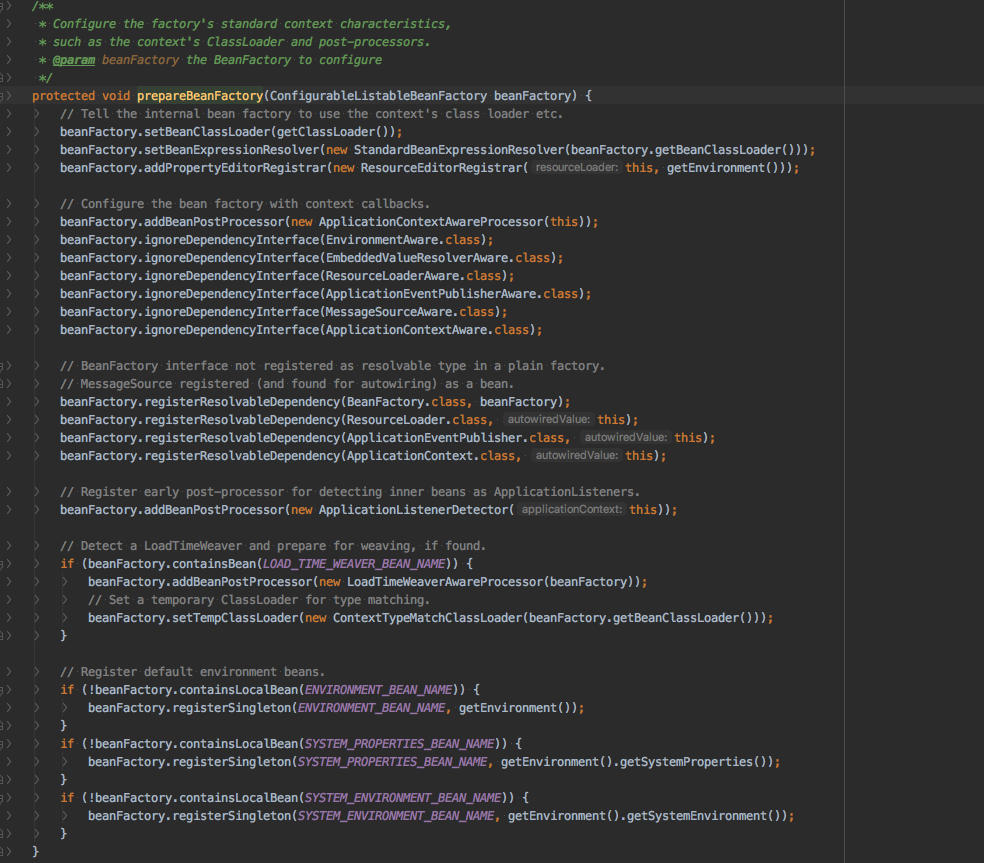 /**
 * Configure the factory's standard context characteristics,
 * such as the context's ClassLoader and post-processors.
 * @param beanFactory the BeanFactory to configure
 */
protected void prepareBeanFactory(ConfigurableListableBeanFactory beanFactory) {
    // Tell the internal bean factory to use the context's class loader etc.
    beanFactory.setBeanClassLoader(getClassLoader());
    beanFactory.setBeanExpressionResolver(new StandardBeanExpressionResolver(beanFactory.getBeanClassLoader()));
    beanFactory.addPropertyEditorRegistrar(new ResourceEditorRegistrar( resourceLoader: this, getEnvironment()));

    // Configure the bean factory with context callbacks.
    beanFactory.addBeanPostProcessor(new ApplicationContextAwareProcessor(this));
    beanFactory.ignoreDependencyInterface(EnvironmentAware.class);
    beanFactory.ignoreDependencyInterface(EmbeddedValueResolverAware.class);
    beanFactory.ignoreDependencyInterface(ResourceLoaderAware.class);
    beanFactory.ignoreDependencyInterface(ApplicationEventPublisherAware.class);
    beanFactory.ignoreDependencyInterface(MessageSourceAware.class);
    beanFactory.ignoreDependencyInterface(ApplicationContextAware.class);

    // BeanFactory interface not registered as resolvable type in a plain factory.
    // MessageSource registered (and found for autowiring) as a bean.
    beanFactory.registerResolvableDependency(BeanFactory.class, beanFactory);
    beanFactory.registerResolvableDependency(ResourceLoader.class, autowiredValue: this);
    beanFactory.registerResolvableDependency(ApplicationEventPublisher.class, autowiredValue: this);
    beanFactory.registerResolvableDependency(ApplicationContext.class, autowiredValue: this);

    // Register early post-processor for detecting inner beans as ApplicationListeners.
    beanFactory.addBeanPostProcessor(new ApplicationListenerDetector( applicationContext: this));

    // Detect a LoadTimeWeaver and prepare for weaving, if found.
    if (beanFactory.containsBean(LOAD_TIME_WEAVER_BEAN_NAME)) {
        beanFactory.addBeanPostProcessor(new LoadTimeWeaverAwareProcessor(beanFactory));
        // Set a temporary ClassLoader for type matching.
        beanFactory.setTempClassLoader(new ContextTypeMatchClassLoader(beanFactory.getBeanClassLoader()));
    }

    // Register default environment beans.
    if (!beanFactory.containsLocalBean(ENVIRONMENT_BEAN_NAME)) {
        beanFactory.registerSingleton(ENVIRONMENT_BEAN_NAME, getEnvironment());
    }
    if (!beanFactory.containsLocalBean(SYSTEM_PROPERTIES_BEAN_NAME)) {
        beanFactory.registerSingleton(SYSTEM_PROPERTIES_BEAN_NAME, getEnvironment().getSystemProperties());
    }
    if (!beanFactory.containsLocalBean(SYSTEM_ENVIRONMENT_BEAN_NAME)) {
        beanFactory.registerSingleton(SYSTEM_ENVIRONMENT_BEAN_NAME, getEnvironment().getSystemEnvironment());
    }
}